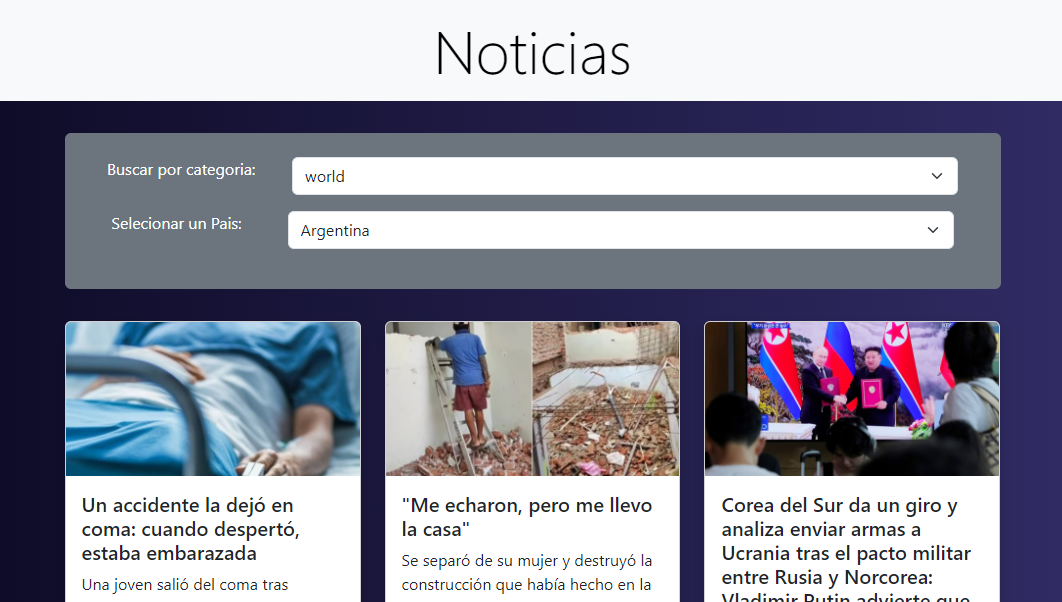 Noticias
Buscar por categoria:
world
Selecionar un Pais:
Argentina
Un accidente la dejó en
coma: cuando despertó,
estaba embarazada
Una joven salió del coma tras
"Me echaron, pero me llevo
la casa"
Se separó de su mujer y destruyó la
construcción que había hecho en la
Corea del Sur da un giro y
analiza enviar armas a
Ucrania tras el pacto militar
entre Rusia y Norcorea:
Vladimir Putin advierte que